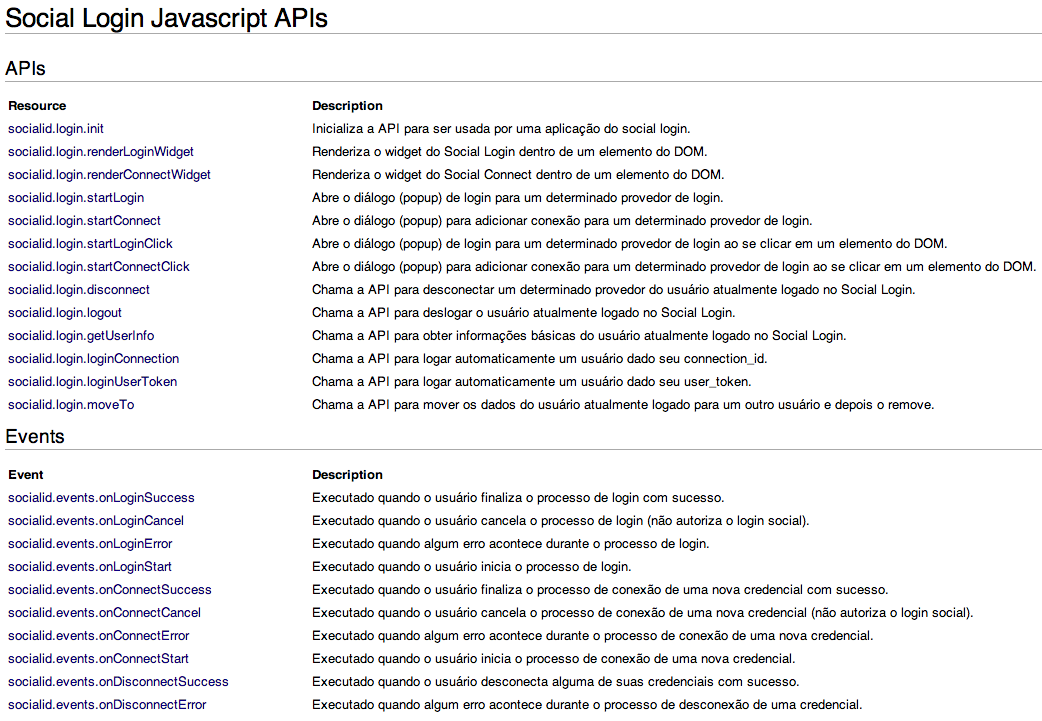 Social Login Javascript APIs
APIs
Resource Description
socialid.login.init Inicializa a API para ser usada por uma aplicação do social login.
socialid.login.renderLoginWidget Renderiza o widget do Social Login dentro de um elemento do DOM.
socialid.login.renderConnectWidget Renderiza o widget do Social Connect dentro de um elemento do DOM.
socialid.login.startLogin Abre o diálogo (popup) de login para um determinado provedor de login.
socialid.login.startConnect Abre o diálogo (popup) para adicionar conexão para um determinado provedor de login.
socialid.login.startLoginClick Abre o diálogo (popup) de login para um determinado provedor de login ao se clicar em um elemento do DOM.
socialid.login.startConnectClick Abre o diálogo (popup) para adicionar conexão para um determinado provedor de login ao se clicar em um elemento do DOM.
socialid.login.disconnect Chama a API para desconectar um determinado provedor do usuário atualmente logado no Social Login.
socialid.login.logout Chama a API para deslogar o usuário atualmente logado no Social Login.
socialid.login.getUserInfo Chama a API para obter informações básicas do usuário atualmente logado no Social Login.
socialid.login.loginConnection Chama a API para logar automaticamente um usuário dado seu connection_id.
socialid.login.loginUserToken Chama a API para logar automaticamente um usuário dado seu user_token.
socialid.login.moveTo Chama a API para mover os dados do usuário atualmente logado para um outro usuário e depois o remove.
Events
Event Description
socialid.events.onLoginSuccess Executado quando o usuário finaliza o processo de login com sucesso.
socialid.events.onLoginCancel Executado quando o usuário cancela o processo de login (não autoriza o login social).
socialid.events.onLoginError Executado quando algum erro acontece durante o processo de login.
socialid.events.onLoginStart Executado quando o usuário inicia o processo de login.
socialid.events.onConnectSuccess Executado quando o usuário finaliza o processo de conexão de uma nova credencial com sucesso.
socialid.events.onConnectCancel Executado quando o usuário cancela o processo de conexão de uma nova credencial (não autoriza o login social).
socialid.events.onConnectError Executado quando algum erro acontece durante o processo de conexão de uma nova credencial.
socialid.events.onConnectStart Executado quando o usuário inicia o processo de conexão de uma nova credencial.
socialid.events.onDisconnectSuccess Executado quando o usuário desconecta alguma de suas credenciais com sucesso.
socialid.events.onDisconnectError Executado quando algum erro acontece durante o processo de desconexão de uma credencial.